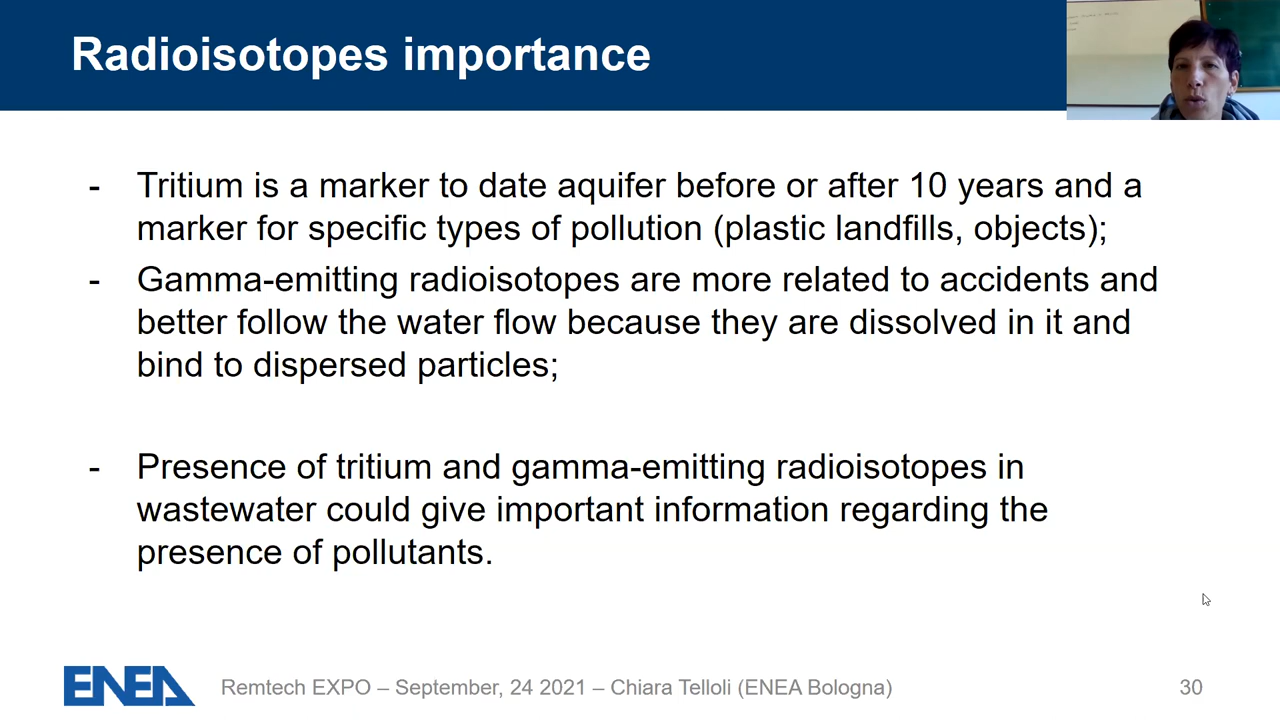 Radioisotopes importance
- Tritium is a marker to date aquifer before or after 10 years and a
marker for specific types of pollution (plastic landfills, objects);
- Gamma-emitting radioisotopes are more related to accidents and
better follow the water flow because they are dissolved in it and
bind to dispersed particles;
- Presence of tritium and gamma-emitting radioisotopes in
wastewater could give important information regarding the
presence of pollutants.
ENEA
Remtech EXPO – September, 24 2021 – Chiara Telloli (ENEA Bologna)
30